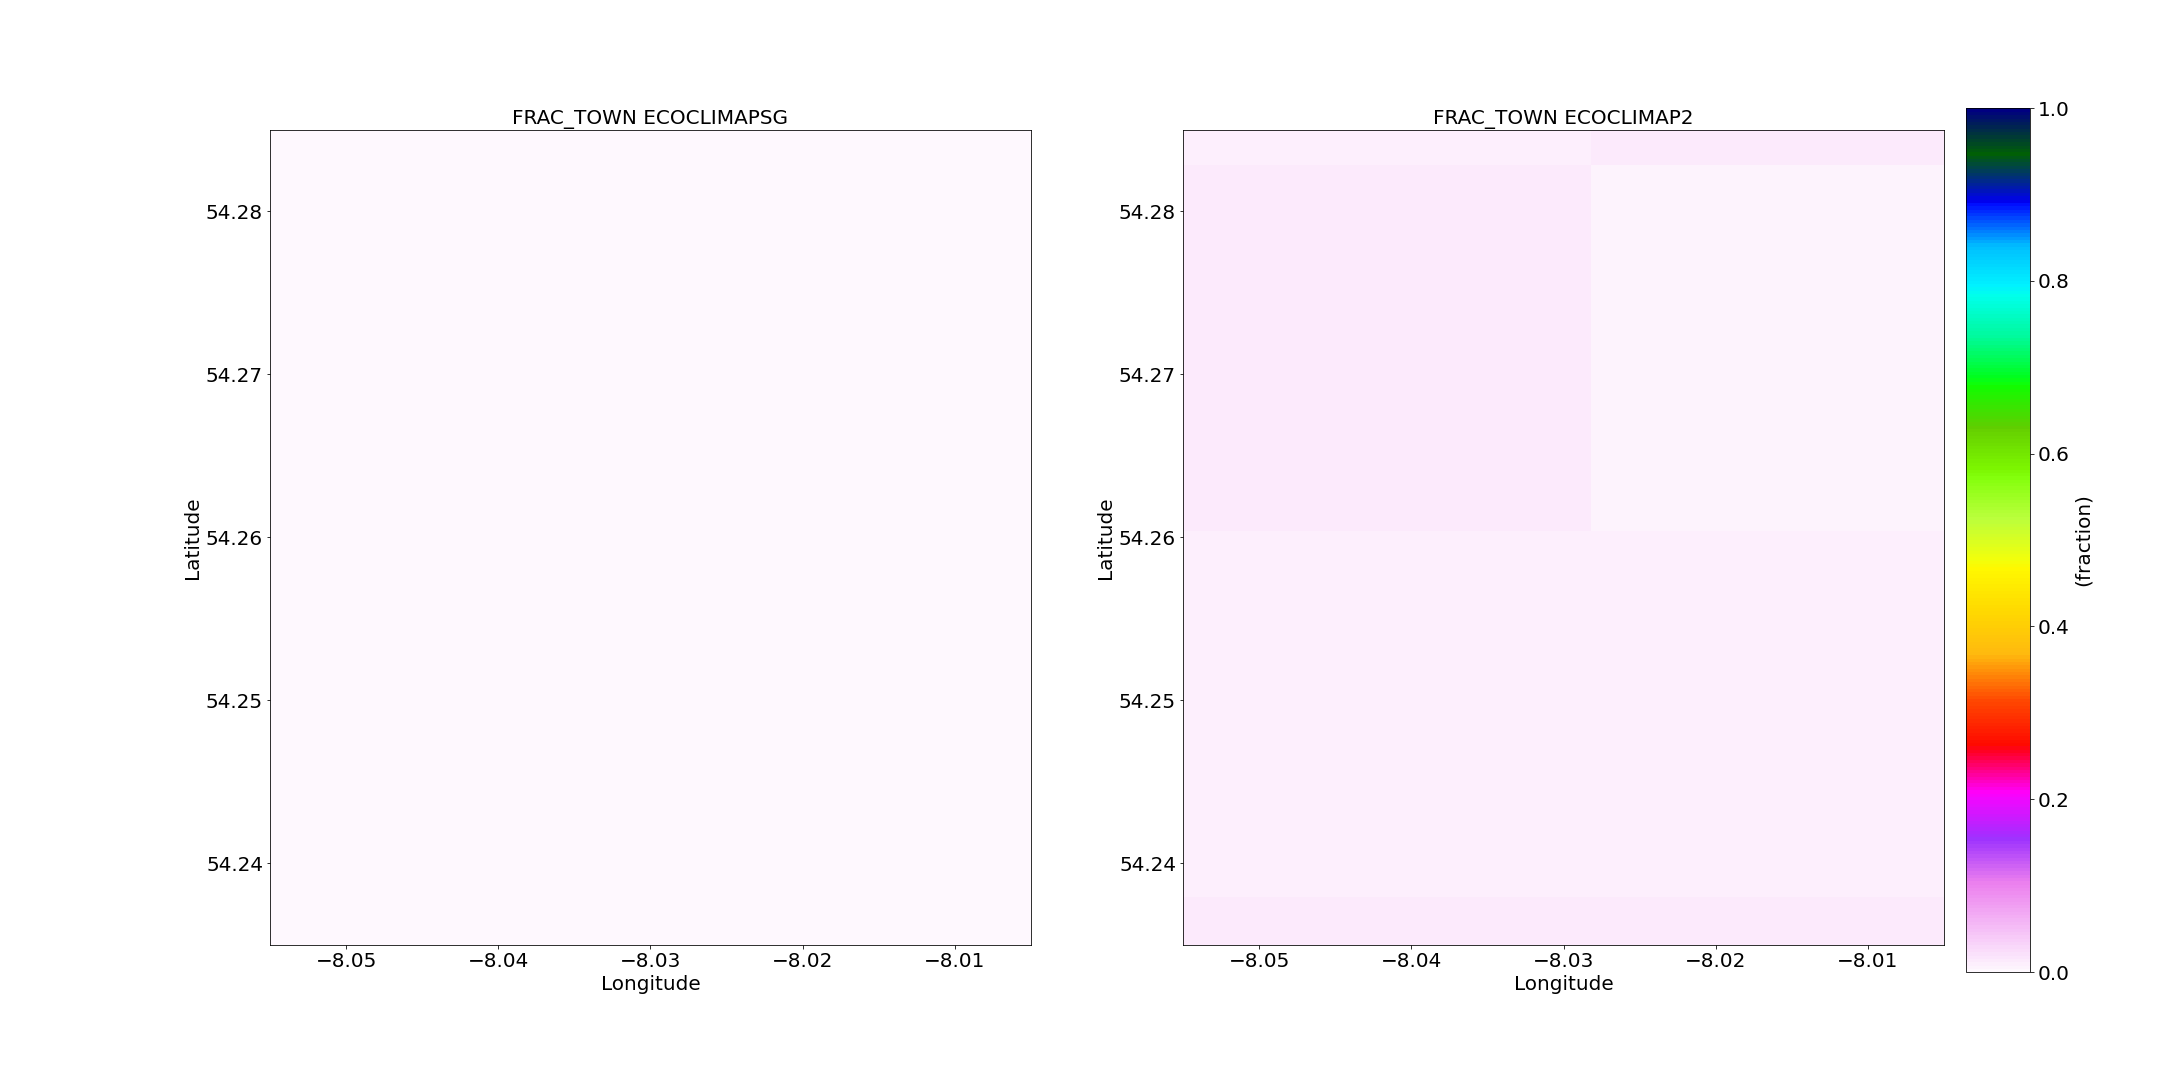 FRAC_TOWN ECOCLIMAPSG
54.28
54.27
54.26
54.25
54.24
Latitude
−8.05 −8.04 −8.03 −8.02 −8.01
Longitude
FRAC_TOWN ECOCLIMAP2
54.28
54.27
54.26
54.25
54.24
Latitude
−8.05 −8.04 −8.03 −8.02 −8.01
Longitude
1.0
0.8
0.6
0.4
0.2
0.0
(fraction)